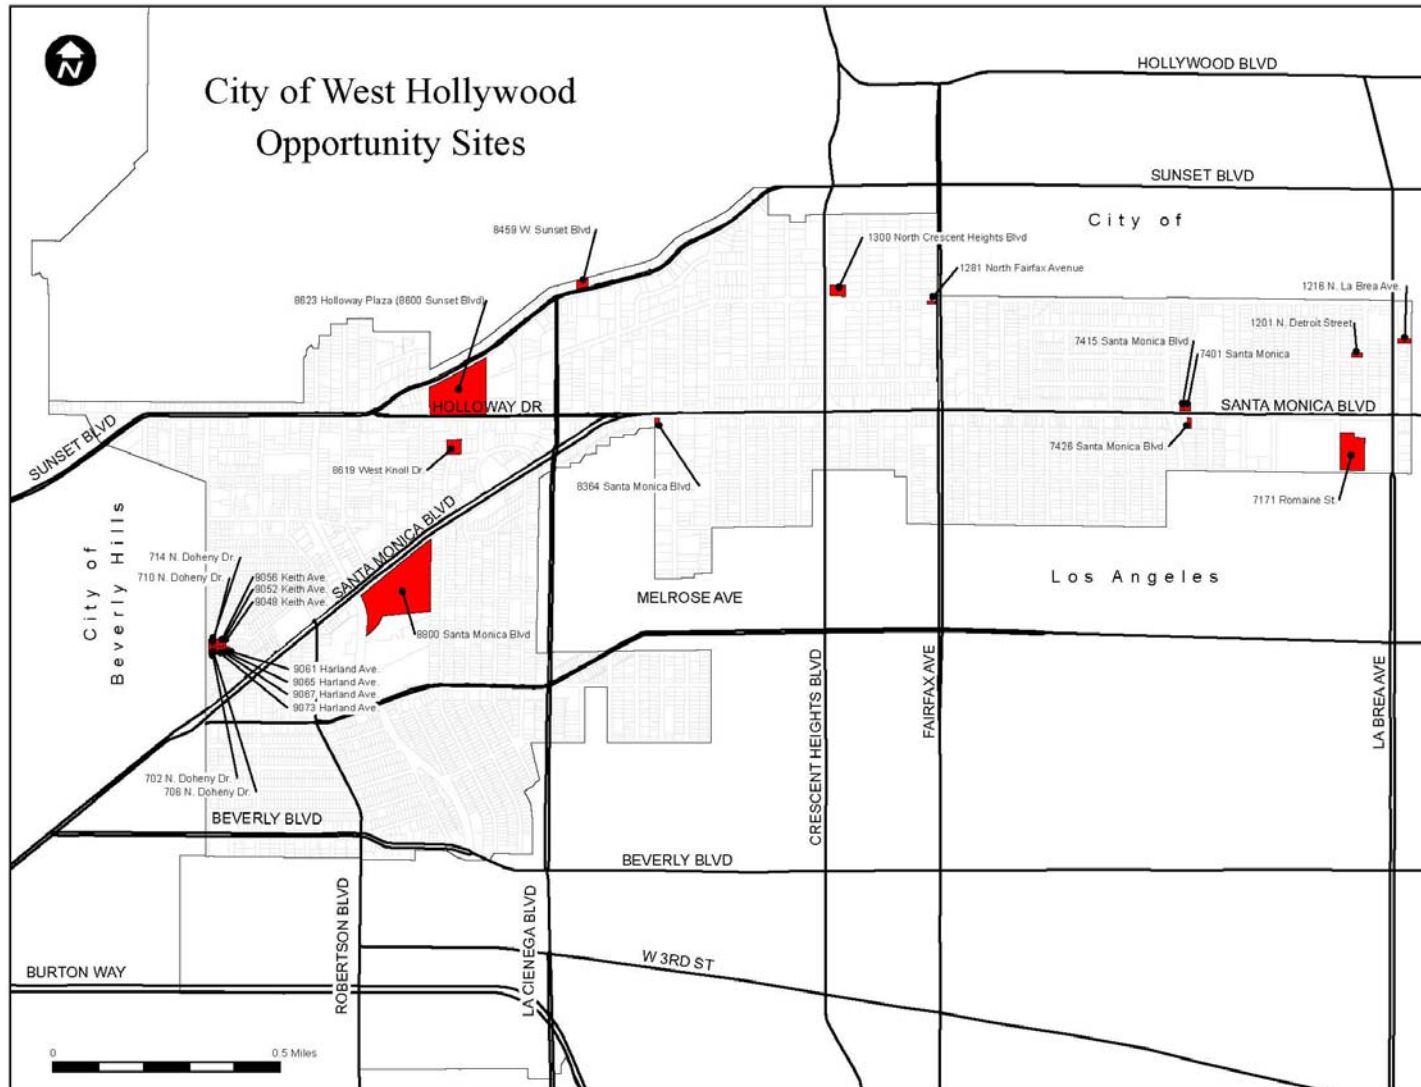 N
City of West Hollywood
Opportunity Sites
HOLLYWOOD BLVD
SUNSET BLVD
City of
8459 W. Sunset Blvd
1300 North Crescent Heights Blvd
1281 North Fairfax Avenue
1216 N. La Brea Ave.
8623 Holloway Plaza (8600 Sunset Blvd)
1201 N. Detroit Street
7415 Santa Monica Blvd.
7401 Santa Monica
HOLLOWAY DR
SANTA MONICA BLVD
SUNSET BLVD
7426 Santa Monica Blvd.
8619 West Knoll Dr.
8364 Santa Monica Blvd.
7171 Romaine St.
SANTA MONICA BLVD
City of
Beverly Hills
714 N. Doheny Dr.
710 N. Doheny Dr.
9056 Keith Ave.
9052 Keith Ave.
9048 Keith Ave.
Los Angeles
MELROSE AVE
8800 Santa Monica Blvd
9061 Harland Ave.
9065 Harland Ave.
9067 Harland Ave.
9073 Harland Ave.
CRESCENT HEIGHTS BLVD
FAIRFAX AVE
LA BREA AVE
702 N. Doheny Dr.
706 N. Doheny Dr.
BEVERLY BLVD
BEVERLY BLVD
ROBERTSON BLVD
LA CIENEGA BLVD
W 3RD ST
BURTON WAY
0
0.5 Miles